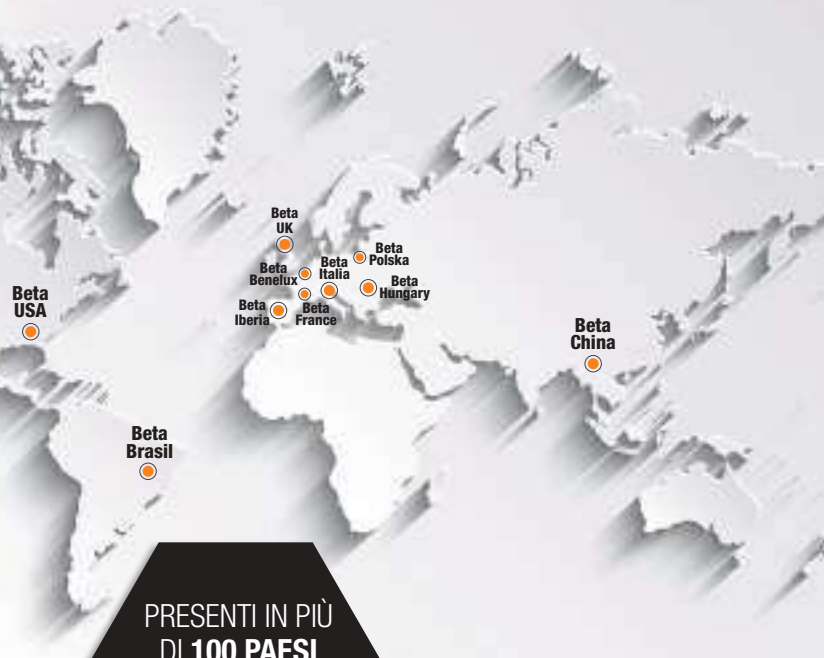 Beta
UK
Beta
Polska
Beta
Benelux
Beta
Italia
Beta
Hungary
Beta
USA
Beta
Iberia
Beta
France
Beta
China
Beta
Brasil
PRESENTI IN PIÙ
DI 100 PAESI